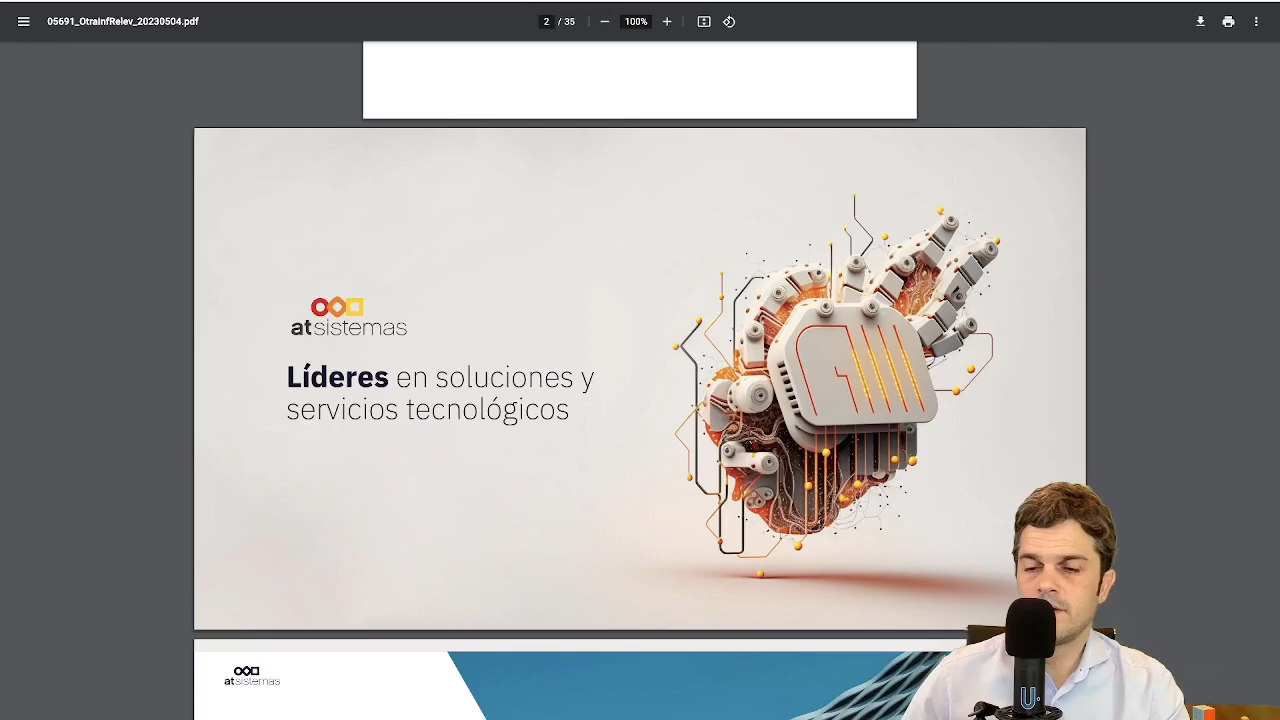 05691_OtraInfRelev_20230504.pdf
2 / 35
100%
atsistemas
Líderes en soluciones y
servicios tecnológicos
atsistemas
U